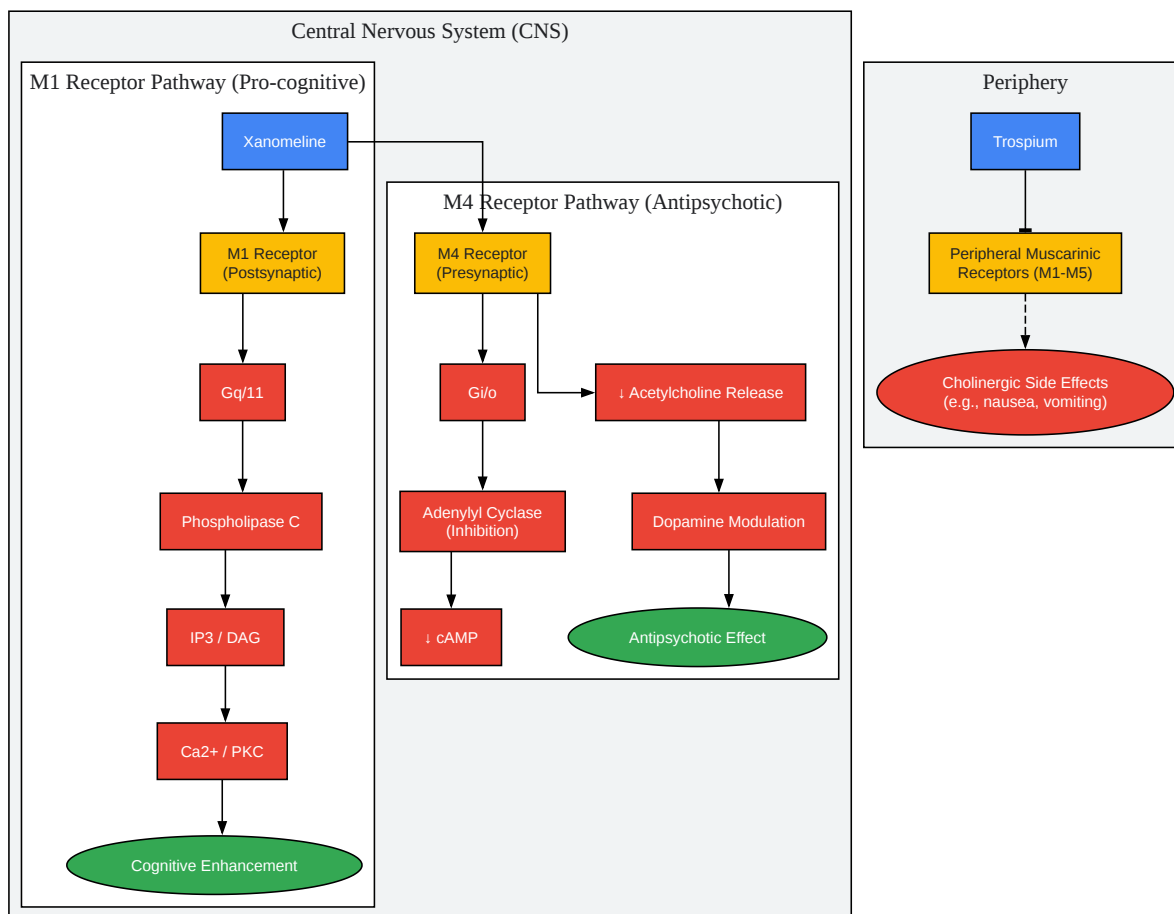 Central Nervous System (CNS)
M1 Receptor Pathway (Pro-cognitive)
Xanomeline
M1 Receptor
(Postsynaptic)
Gq/11
Phospholipase C
IP3 / DAG
Ca2+ / PKC
Cognitive Enhancement
M4 Receptor Pathway (Antipsychotic)
M4 Receptor
(Presynaptic)
Gi/o
↓ Acetylcholine Release
Adenylyl Cyclase
(Inhibition)
Dopamine Modulation
↓ cAMP
Antipsychotic Effect
Periphery
Trospium
Peripheral Muscarinic
Receptors (M1-M5)
Cholinergic Side Effects
(e.g., nausea, vomiting)